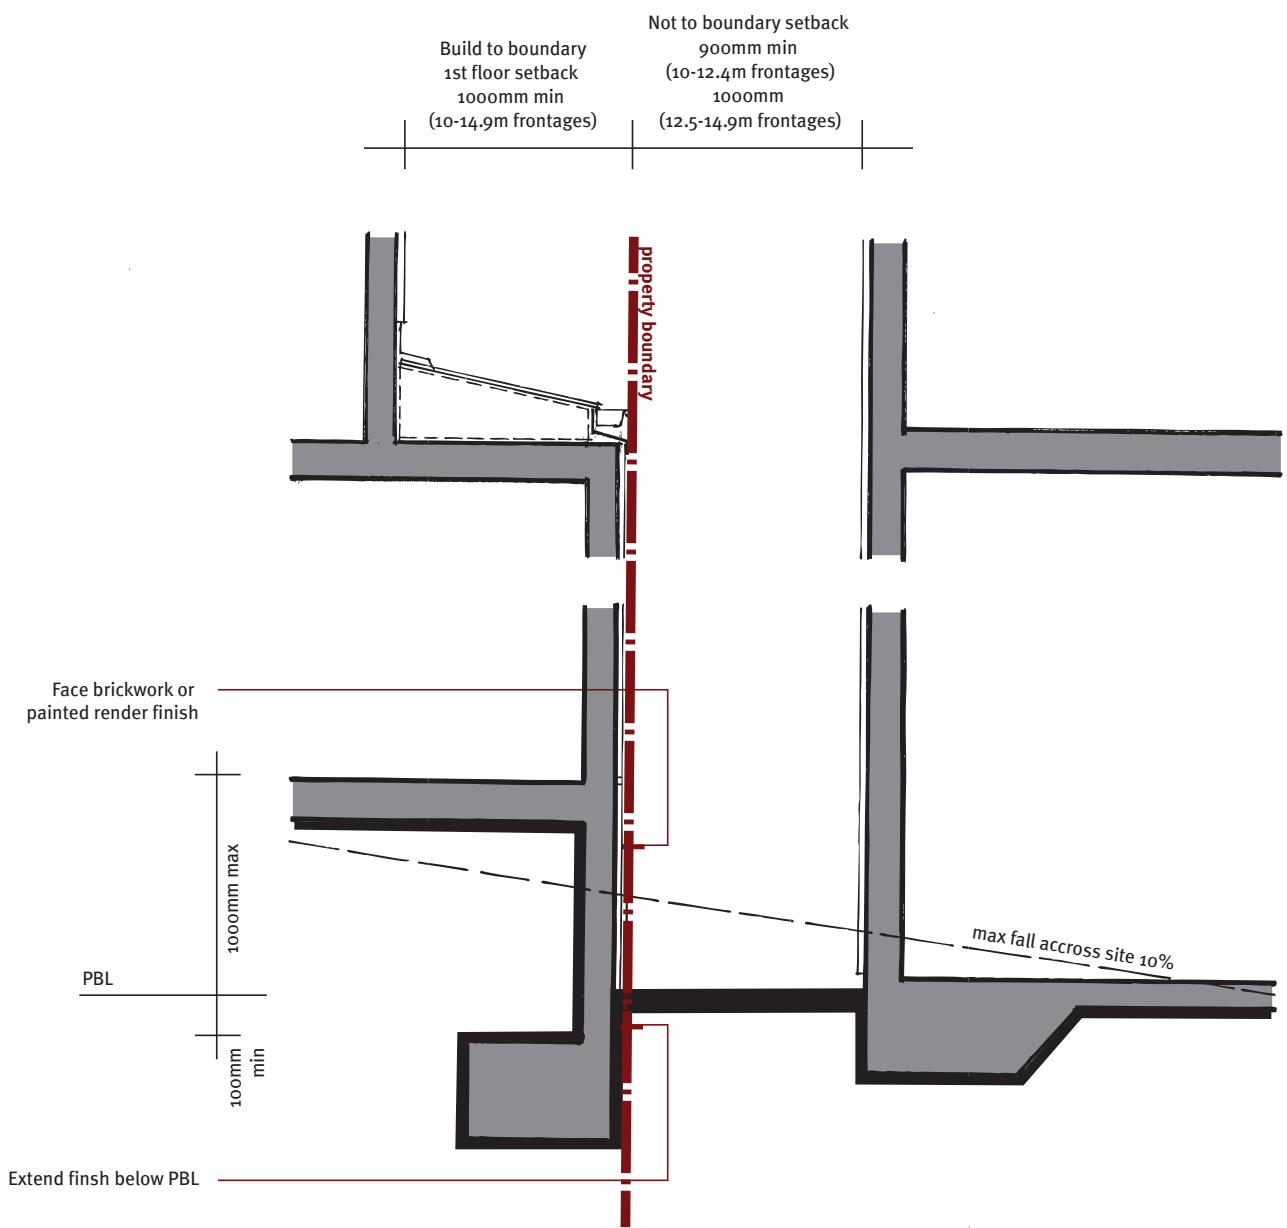 Not to boundary setback
900mm min
(10-12.4m frontages)
1000mm
(12.5-14.9m frontages)
Build to boundary
1st floor setback
1000mm min
(10-14.9m frontages)
property boundary
Face brickwork or
painted render finish
1000mm max
max fall accross site 10%
PBL
100mm
min
Extend finsh below PBL